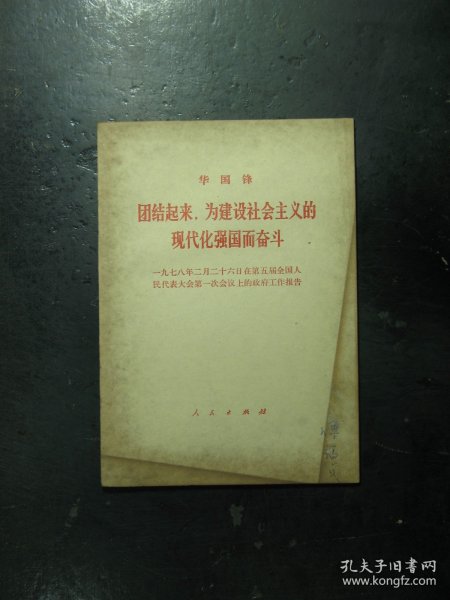 华国锋
团结起来，为建设社会主义的
现代化强国而奋斗
一九七八年二月二十六日在第五届全国人
民代表大会第一次会议上的政府工作报告
人民出版社
孔夫子旧书网
www.kongfz.com